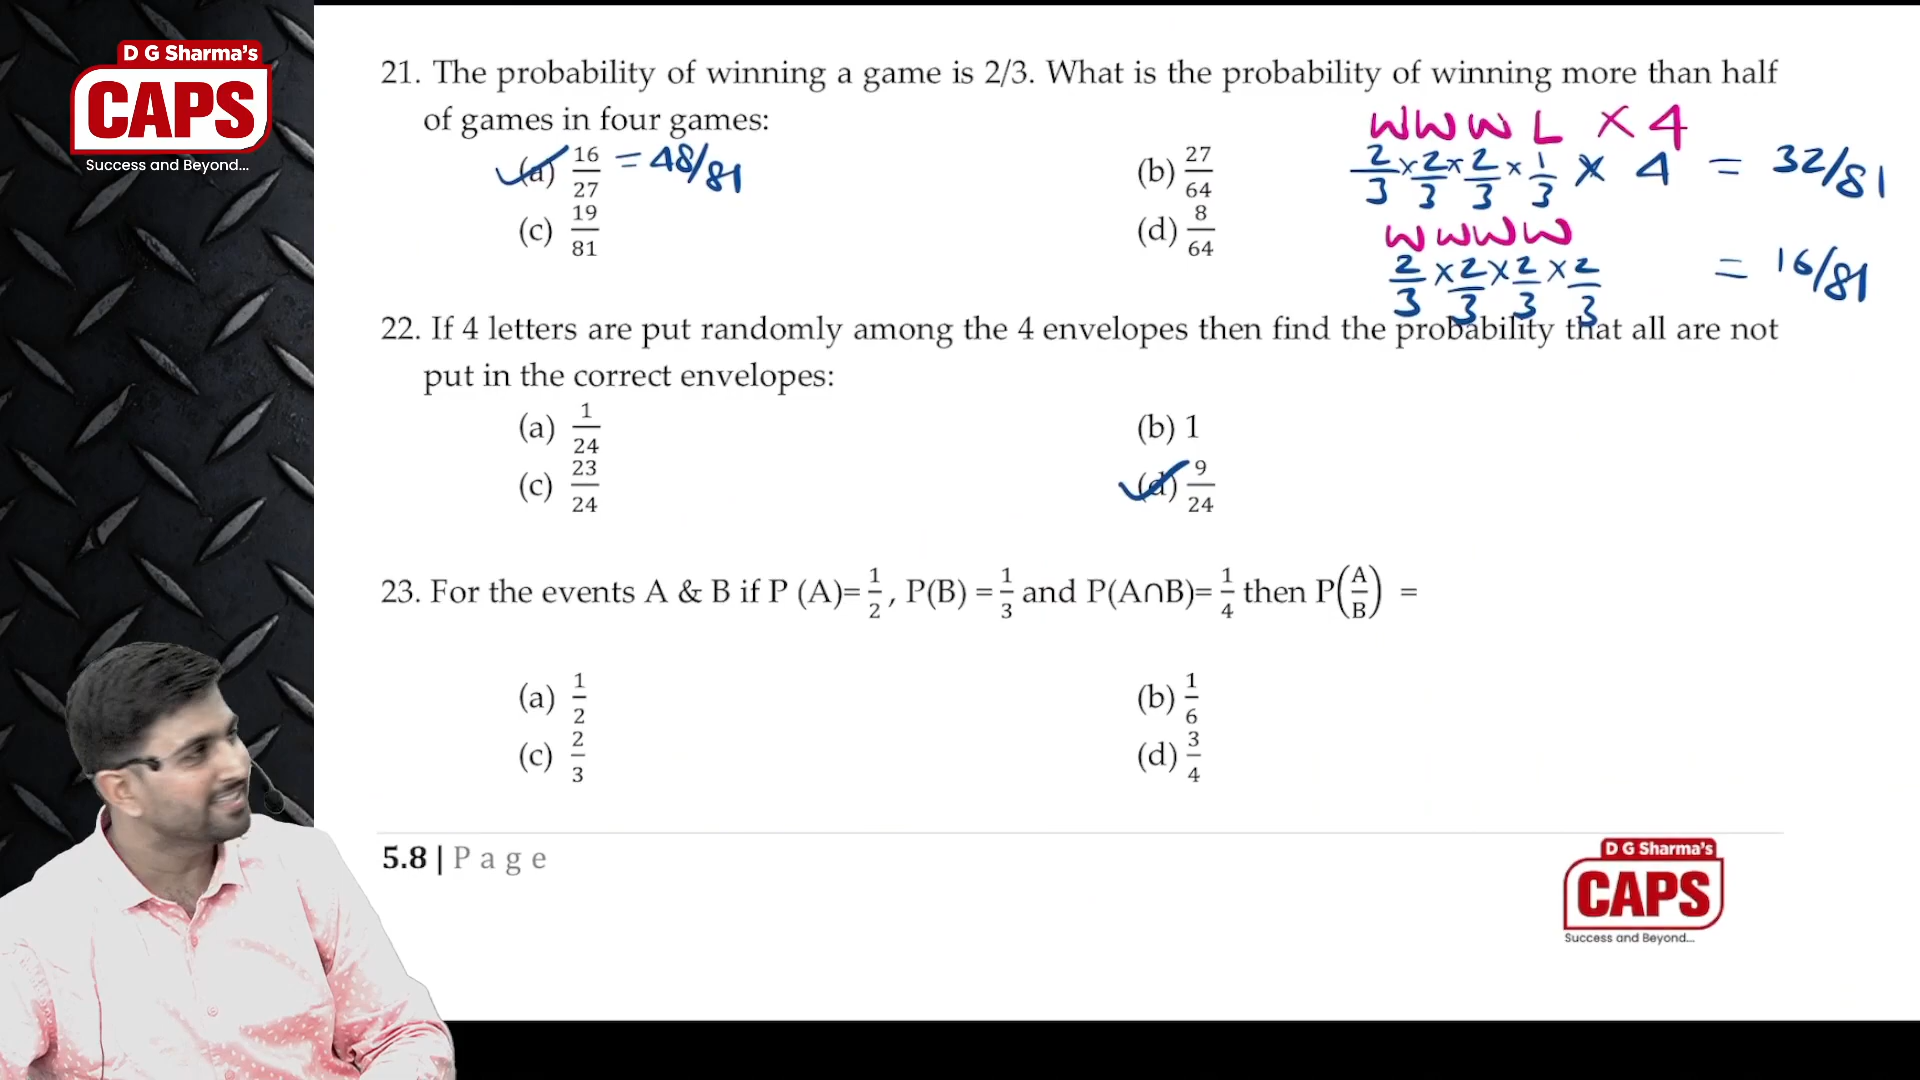 D G Sharma's
CAPS
Success and Beyond...
21. The probability of winning a game is 2/3. What is the probability of winning more than half
of games in four games:
W W W L × 4
(a) 16/27 = 48/81
(b) 27/64
2/3 × 2/3 × 2/3 × 1/3 × 4 = 32/81
(c) 19/81
(d) 8/64
W W W W
2/3 × 2/3 × 2/3 × 2/3 = 16/81
22. If 4 letters are put randomly among the 4 envelopes then find the probability that all are not
put in the correct envelopes:
(a) 1/24
(b) 1
(c) 23/24
(d) 9/24
23. For the events A & B if P (A)= 1/2 , P(B) = 1/3 and P(A∩B)= 1/4 then P(A/B) =
(a) 1/2
(b) 1/6
(c) 2/3
(d) 3/4
5.8 | P a g e
D G Sharma's
CAPS
Success and Beyond...